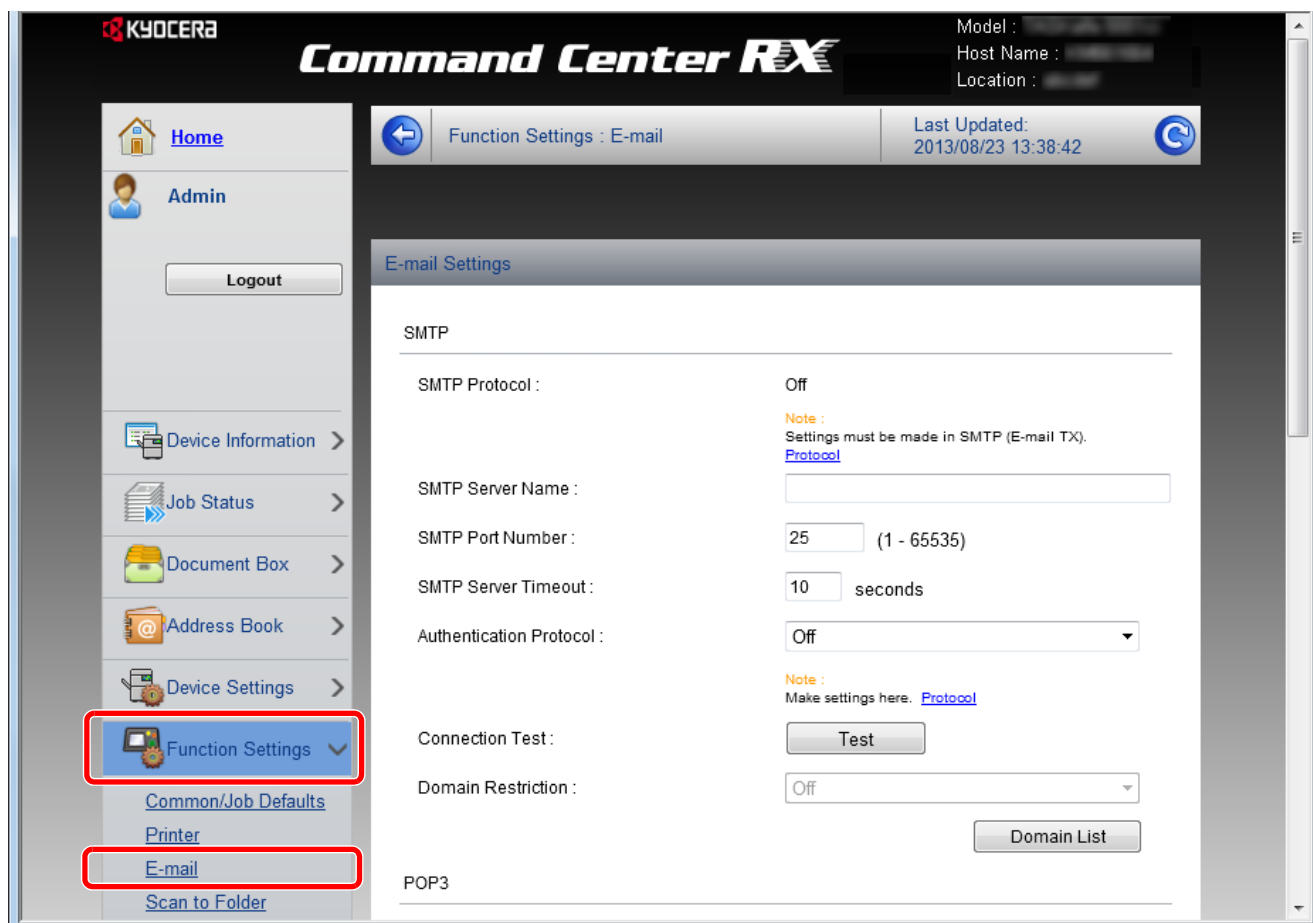 KYOCERA
Command Center RX
Model :
Host Name :
Location :
Home
Function Settings : E-mail
Last Updated:
2013/08/23 13:38:42
Admin
Logout
E-mail Settings
SMTP
SMTP Protocol : Off
Note :
Settings must be made in SMTP (E-mail TX).
Protocol
SMTP Server Name :
SMTP Port Number : 25 (1 - 65535)
SMTP Server Timeout : 10 seconds
Authentication Protocol : Off
Note :
Make settings here. Protocol
Connection Test : Test
Domain Restriction : Off
Domain List
POP3
Device Information
Job Status
Document Box
Address Book
Device Settings
Function Settings
Common/Job Defaults
Printer
E-mail
Scan to Folder